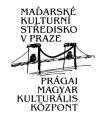 MAĎARSKÉ
KULTURNÍ
STŘEDISKO
V PRAZE
PRÁGAI
MAGYAR
KULTURÁLIS
KÖZPONT